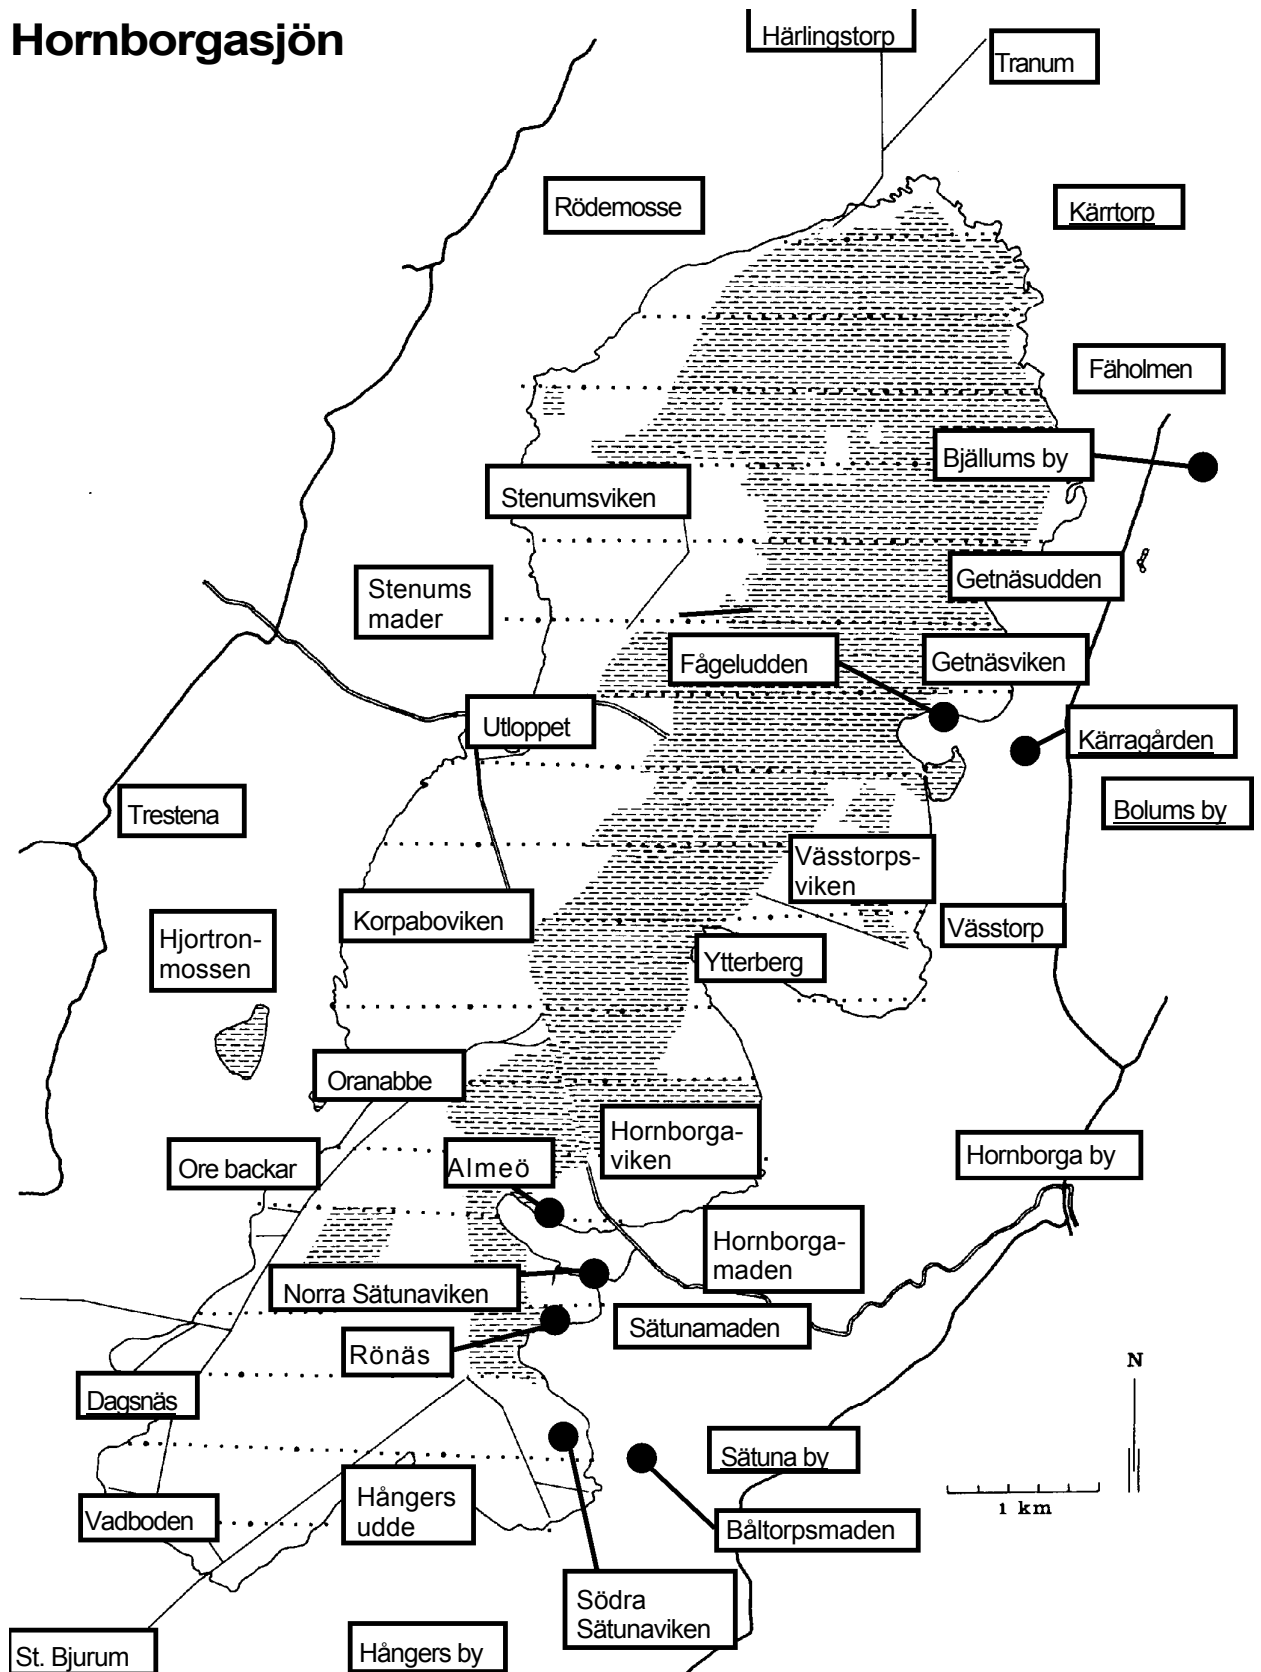 Hornborgasjön
Härlingstorp
Tranum
Rödemosse
Kärrtorp
Fäholmen
Bjällums by
Stenumsviken
Getnäsudden
Stenums
mader
Fågeludden
Getnäsviken
Utloppet
Kärragården
Trestena
Bolums by
Vässtorps-
viken
Korpaboviken
Vässtorp
Hjortron-
mossen
Ytterberg
Oranabbe
Hornborga-
viken
Ore backar
Almeö
Hornborga by
Hornborga-
maden
Norra Sätunaviken
Sätunamaden
Rönäs
N
Dagsnäs
Sätuna by
1 km
Vadboden
Hångers
udde
Båltorpsmaden
Södra
Sätunaviken
St. Bjurum
Hångers by